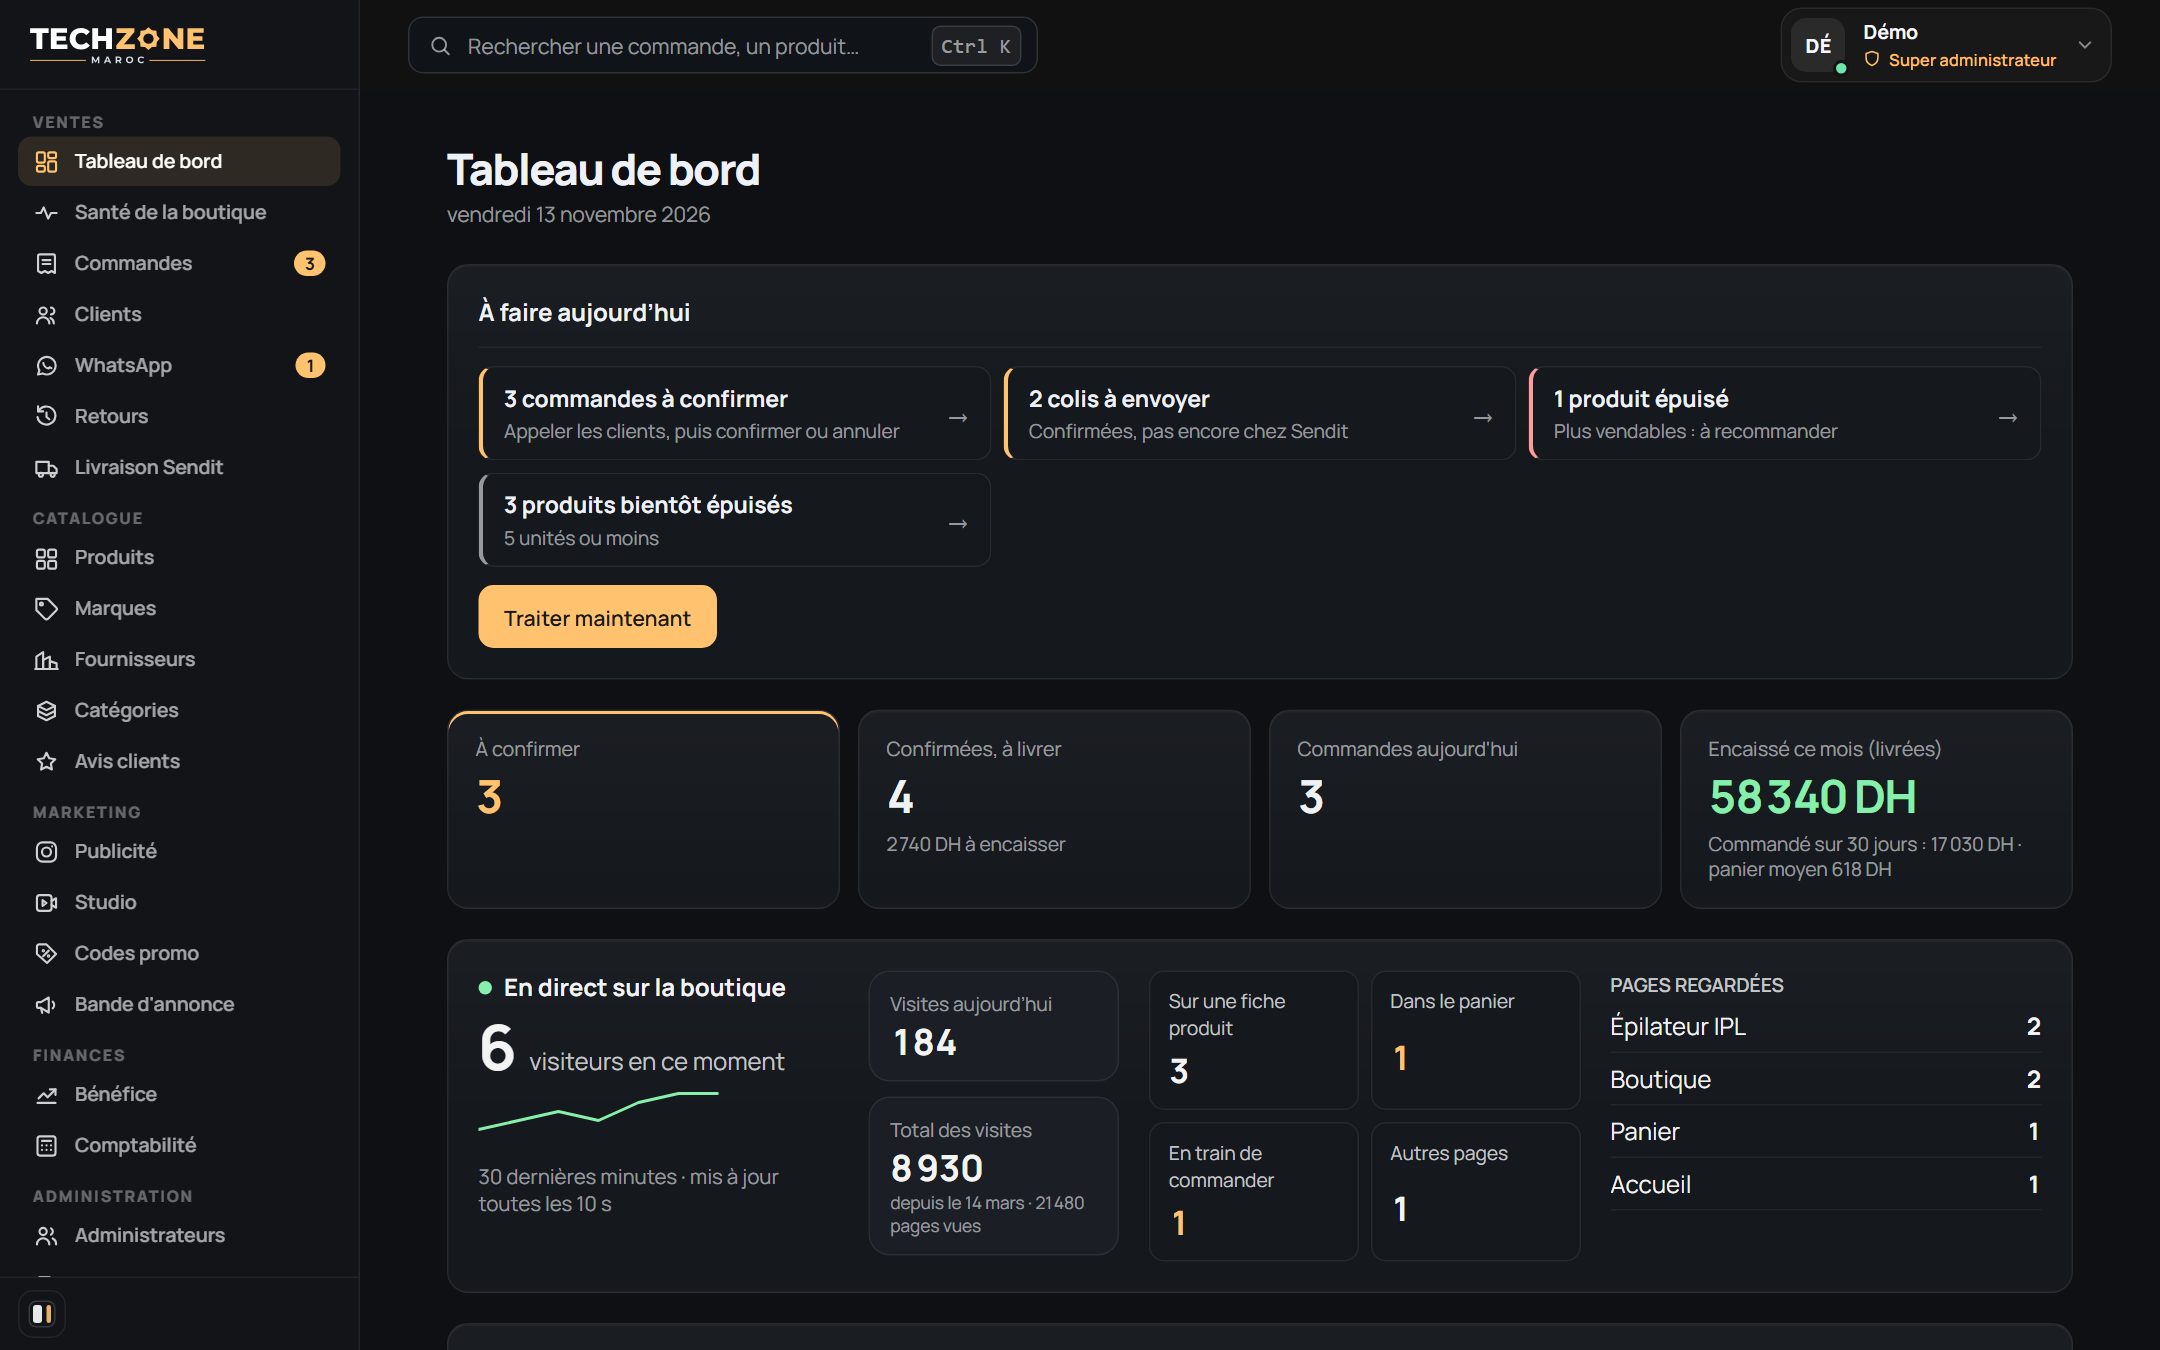 TECHZONE
MAROC
Rechercher une commande, un produit...
Ctrl K
DÉ
Démo
Super administrateur
VENTES
Tableau de bord
Santé de la boutique
Commandes
3
Clients
WhatsApp
1
Retours
Livraison Sendit
CATALOGUE
Produits
Marques
Fournisseurs
Catégories
Avis clients
MARKETING
Publicité
Studio
Codes promo
Bande d'annonce
FINANCES
Bénéfice
Comptabilité
ADMINISTRATION
Administrateurs
Tableau de bord
vendredi 13 novembre 2026
À faire aujourd’hui
3 commandes à confirmer
Appeler les clients, puis confirmer ou annuler
→
2 colis à envoyer
Confirmées, pas encore chez Sendit
→
1 produit épuisé
Plus vendables : à recommander
→
3 produits bientôt épuisés
5 unités ou moins
→
Traiter maintenant
À confirmer
3
Confirmées, à livrer
4
2 740 DH à encaisser
Commandes aujourd'hui
3
Encaissé ce mois (livrées)
58 340 DH
Commandé sur 30 jours : 17 030 DH ·
panier moyen 618 DH
En direct sur la boutique
6 visiteurs en ce moment
30 dernières minutes · mis à jour
toutes les 10 s
Visites aujourd’hui
184
Total des visites
8 930
depuis le 14 mars · 21 480
pages vues
Sur une fiche
produit
3
Dans le panier
1
En train de
commander
1
Autres pages
1
PAGES REGARDÉES
Épilateur IPL 2
Boutique 2
Panier 1
Accueil 1